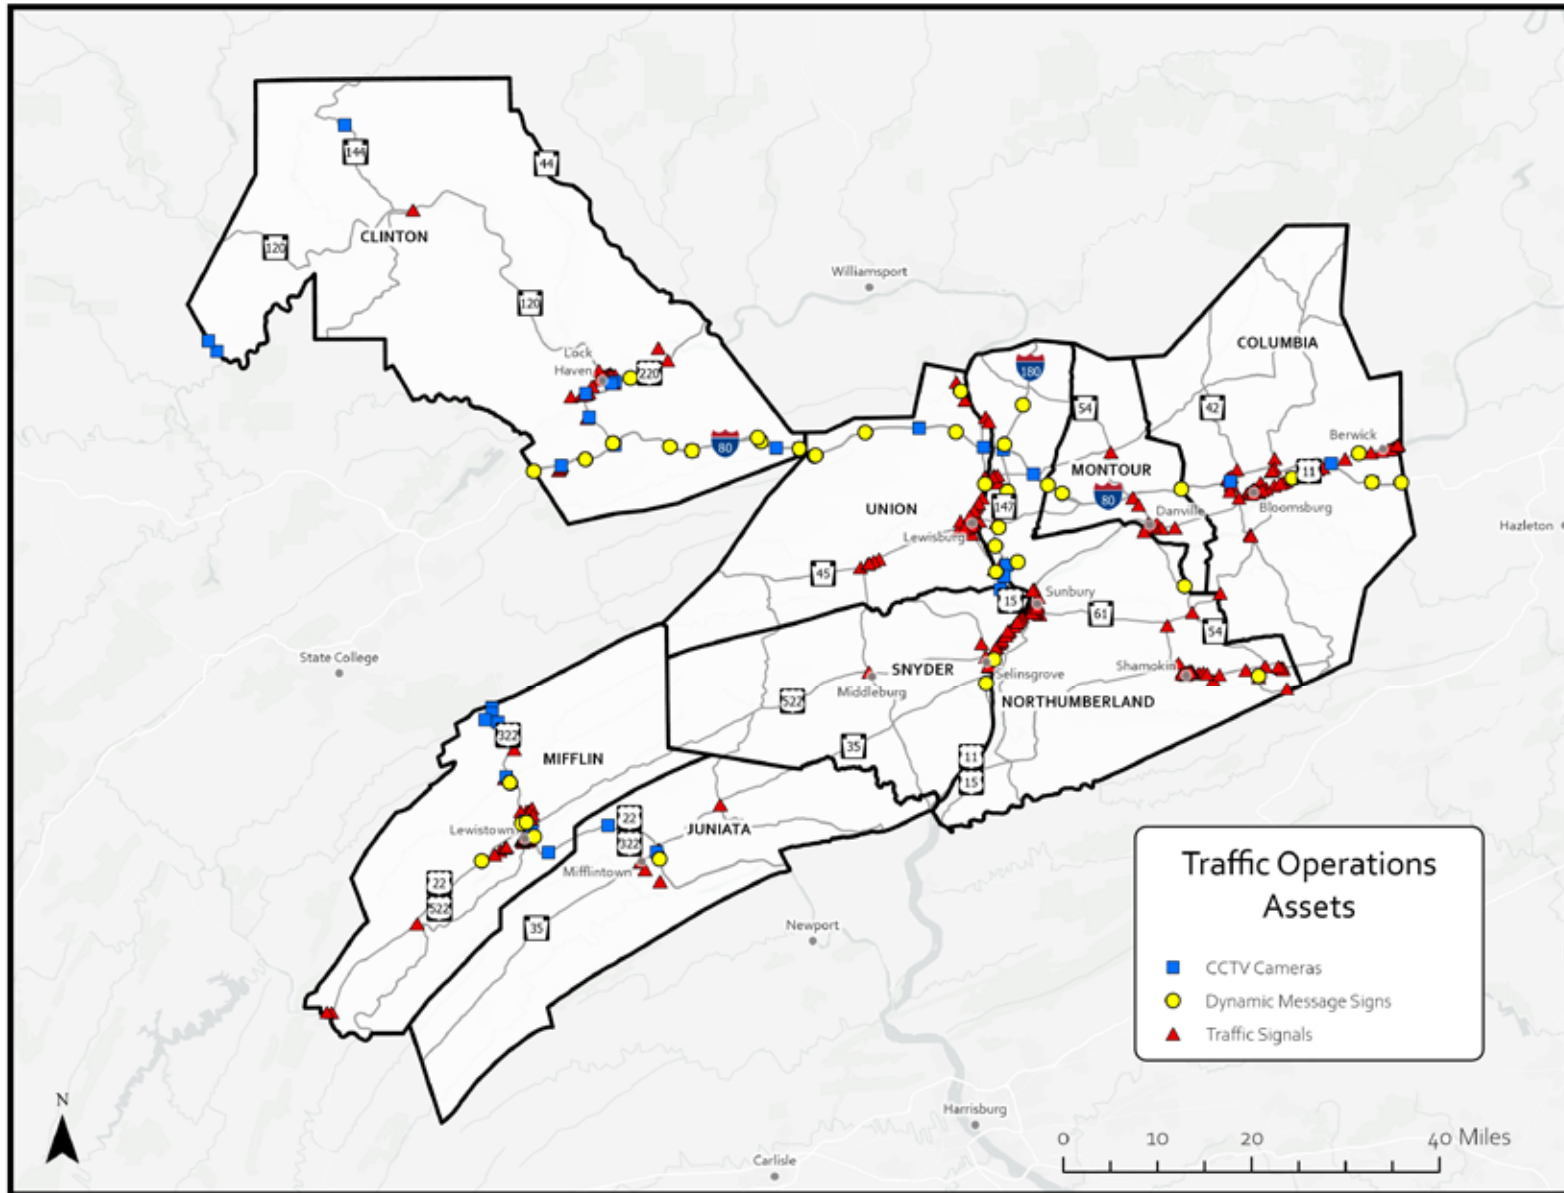 144
44
CLINTON
120
Williamsport
120
COLUMBIA
Lock
Haven
220
180
54
42
Berwick
80
MONTOUR
11
80
UNION
147
Danville
Bloomsburg
Hazleton
Lewisburg
45
15
Sunbury
61
54
State College
SNYDER
Selinsgrove
Shamokin
Middleburg
522
NORTHUMBERLAND
322
MIFFLIN
35
11
15
Lewistown
22
322
JUNIATA
Mifflintown
22
522
35
Newport
Traffic Operations
Assets
CCTV Cameras
Dynamic Message Signs
Traffic Signals
N
Harrisburg
Carlisle
0 10 20 40 Miles